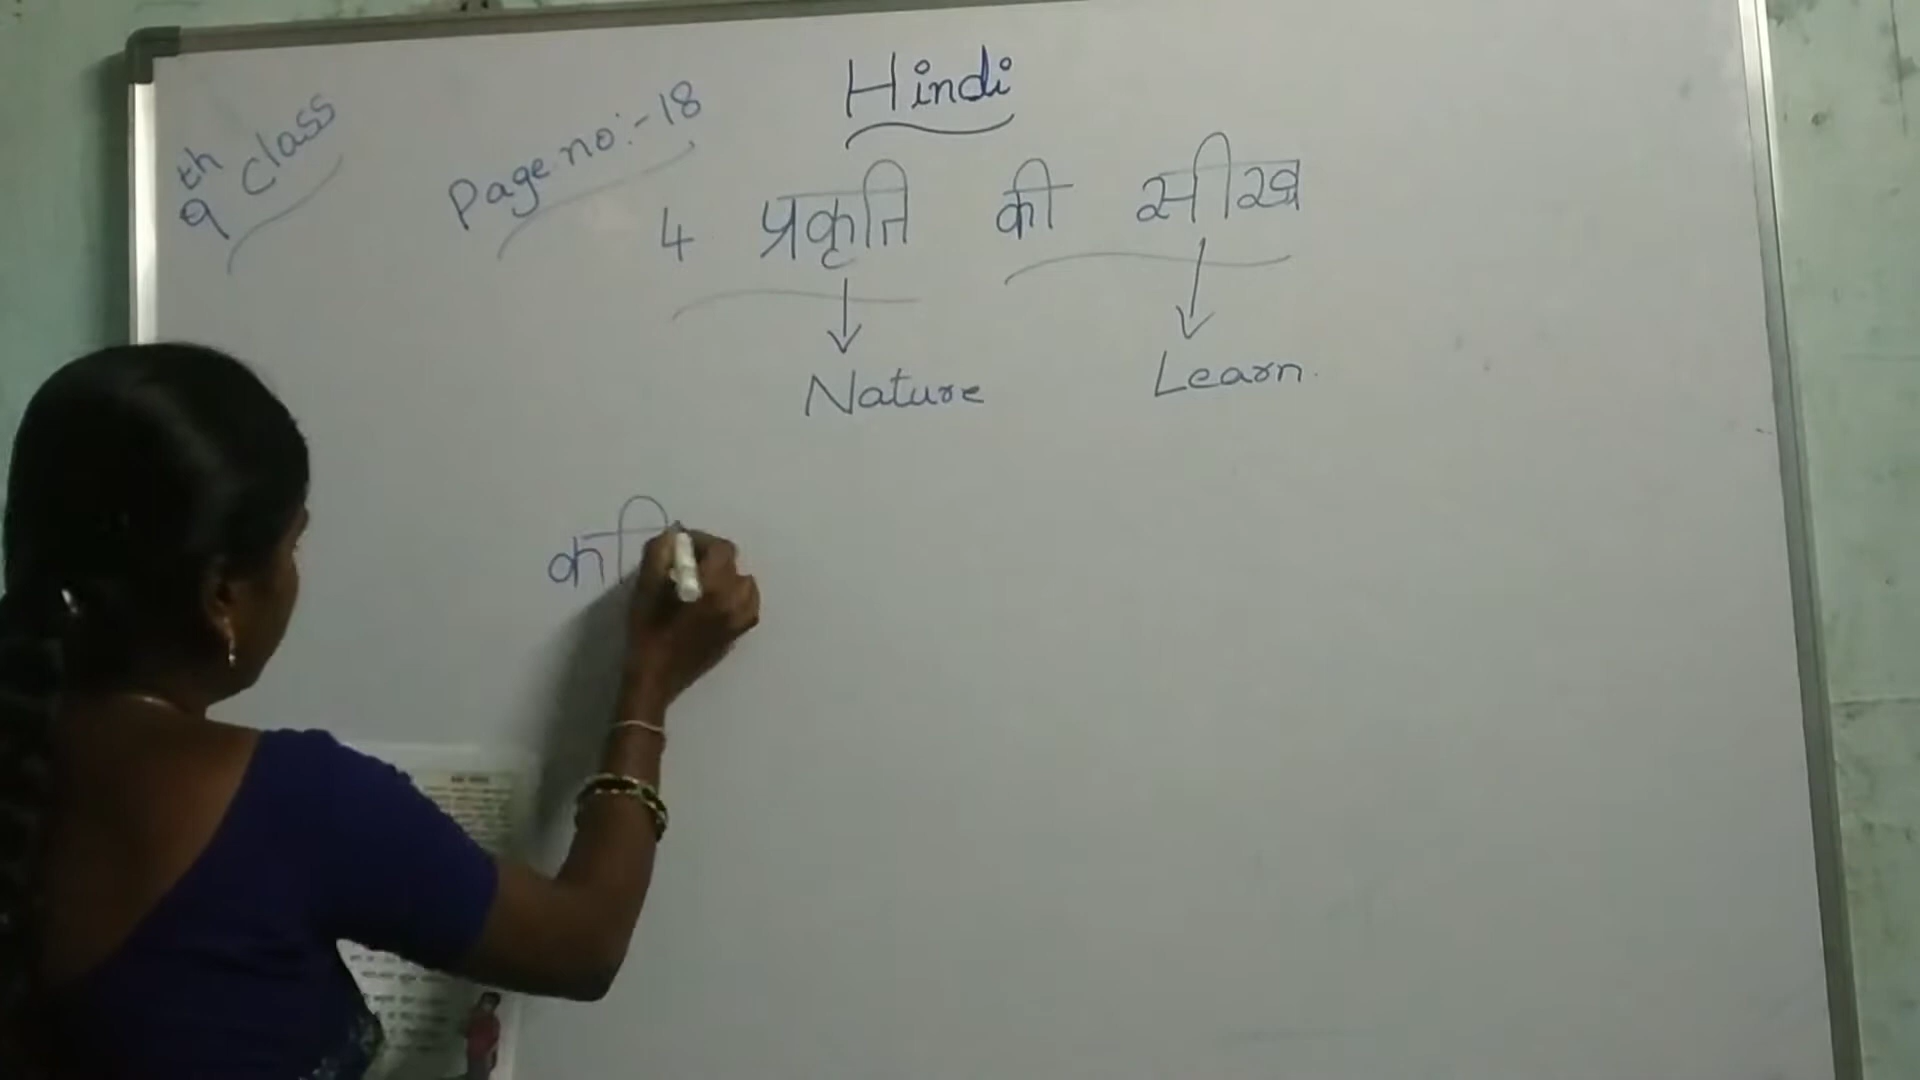 Hindi
9th class
Page no:-18
4 प्रकृति की सीख
Nature
Learn.